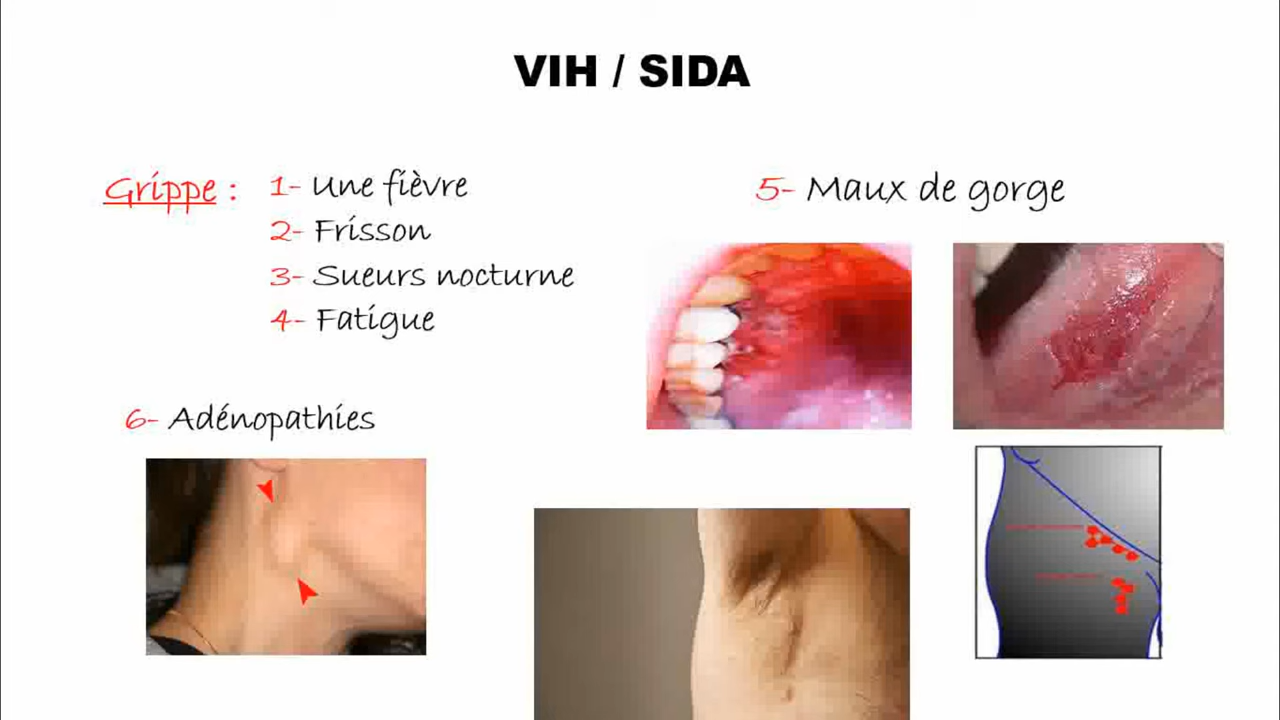 VIH / SIDA
Grippe : 1- Une fièvre
2- Frisson
3- Sueurs nocturne
4- Fatigue
5- Maux de gorge
6- Adénopathies